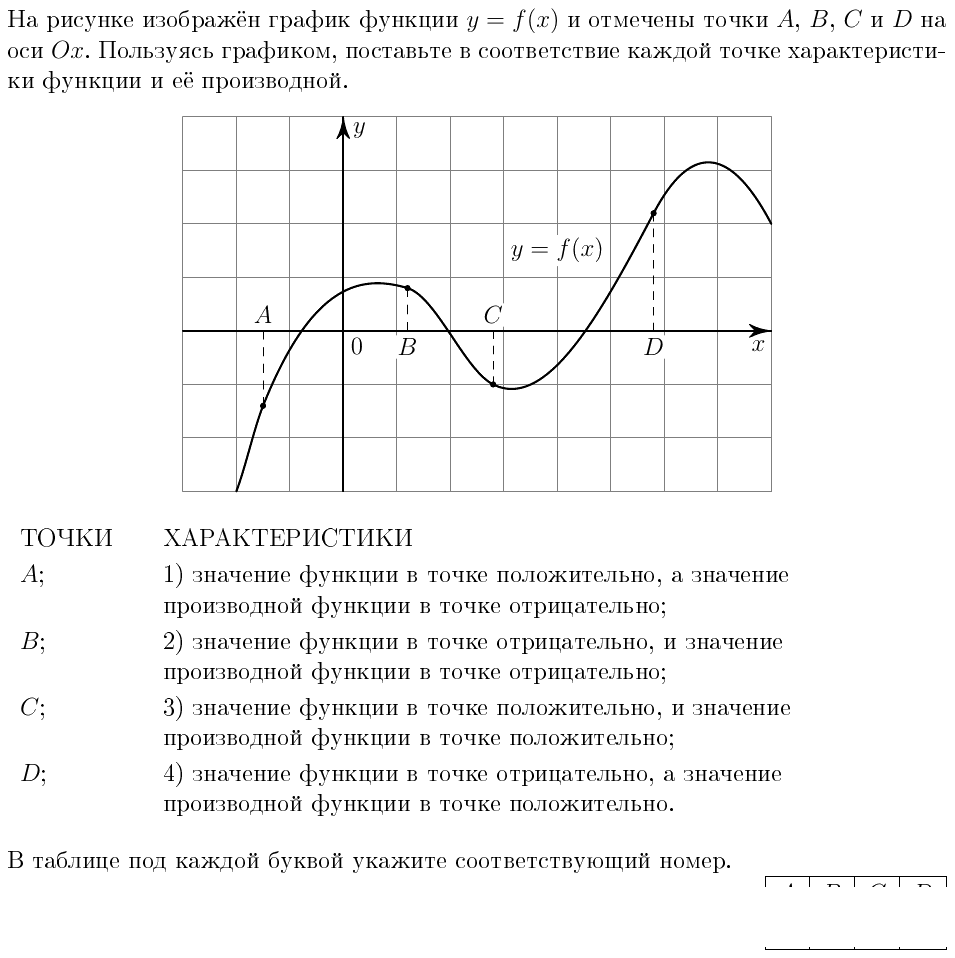 На рисунке изображён график функции y = f(x) и отмечены точки A, B, C и D на
оси Ox. Пользуясь графиком, поставьте в соответствие каждой точке характеристи-
ки функции и её производной.
y
y = f(x)
A
C
0
B
D
x
ТОЧКИ ХАРАКТЕРИСТИКИ
A; 1) значение функции в точке положительно, а значение
производной функции в точке отрицательно;
B; 2) значение функции в точке отрицательно, и значение
производной функции в точке отрицательно;
C; 3) значение функции в точке положительно, и значение
производной функции в точке положительно;
D; 4) значение функции в точке отрицательно, а значение
производной функции в точке положительно.
В таблице под каждой буквой укажите соответствующий номер.